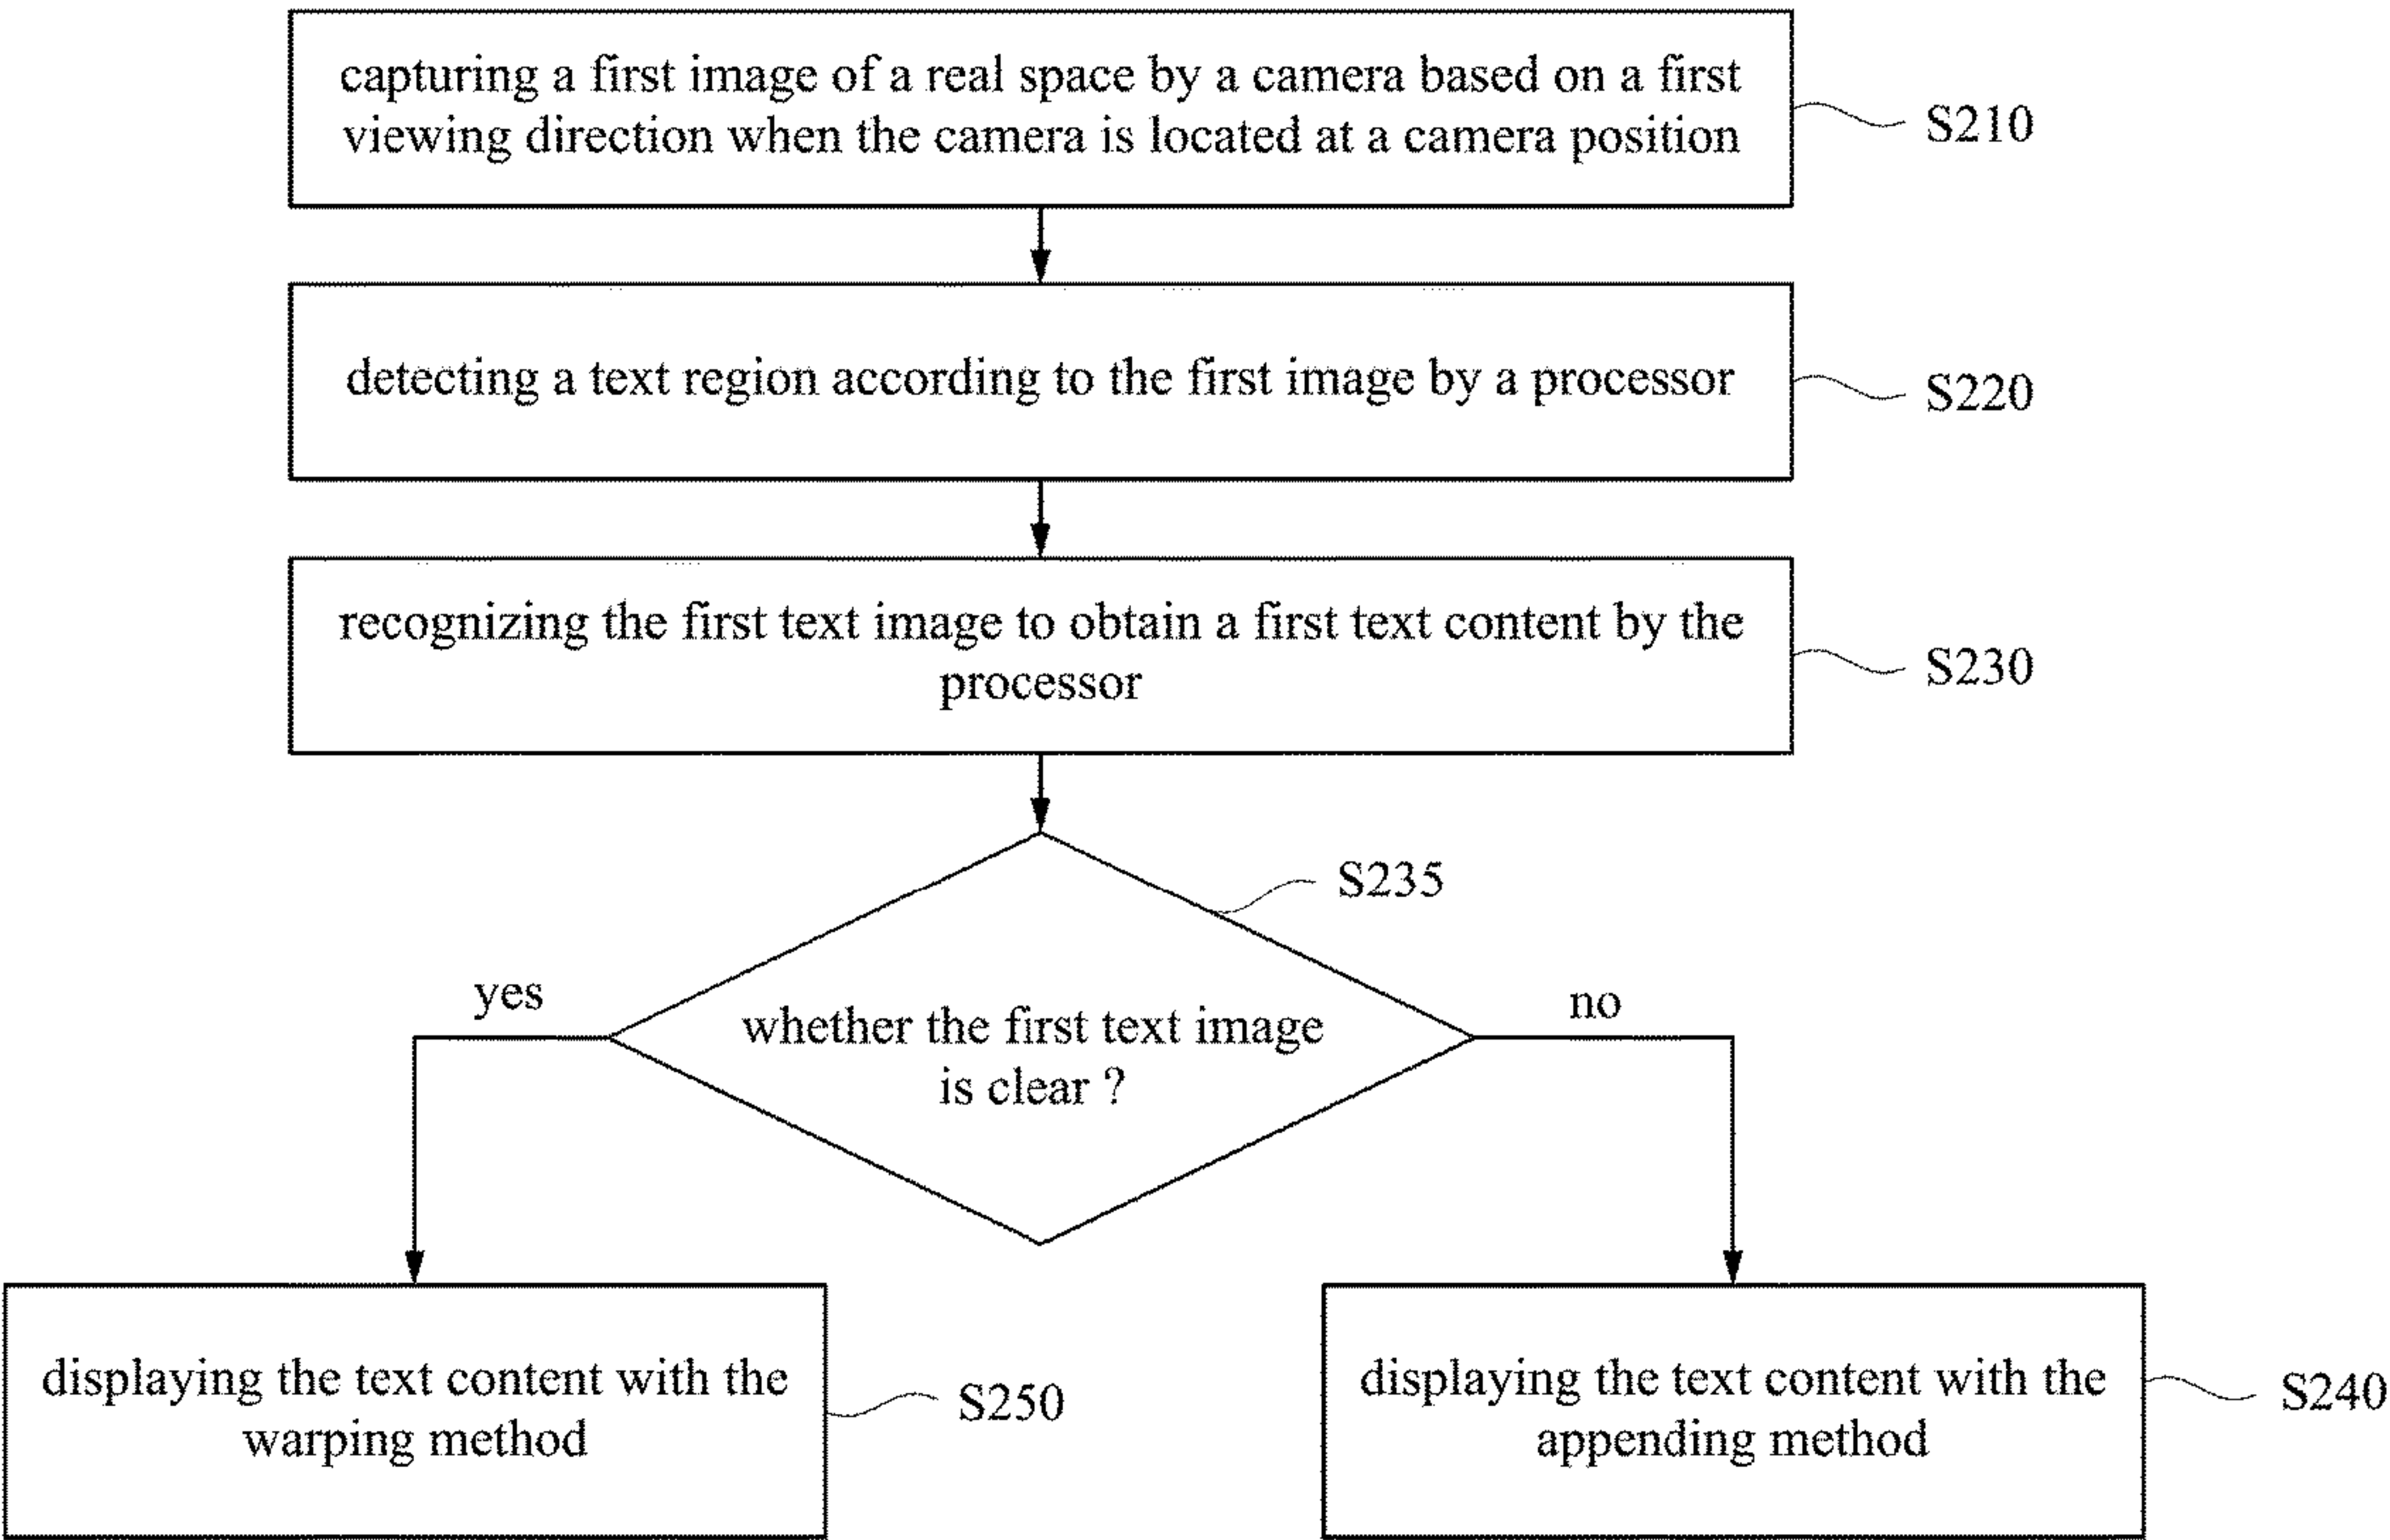 capturing a first image of a real space by a camera based on a first
viewing direction when the camera is located at a camera position
S210
detecting a text region according to the first image by a processor
S220
recognizing the first text image to obtain a first text content by the
processor
S230
S235
yes
no
whether the first text image
is clear ?
displaying the text content with the
warping method
S250
displaying the text content with the
appending method
S240